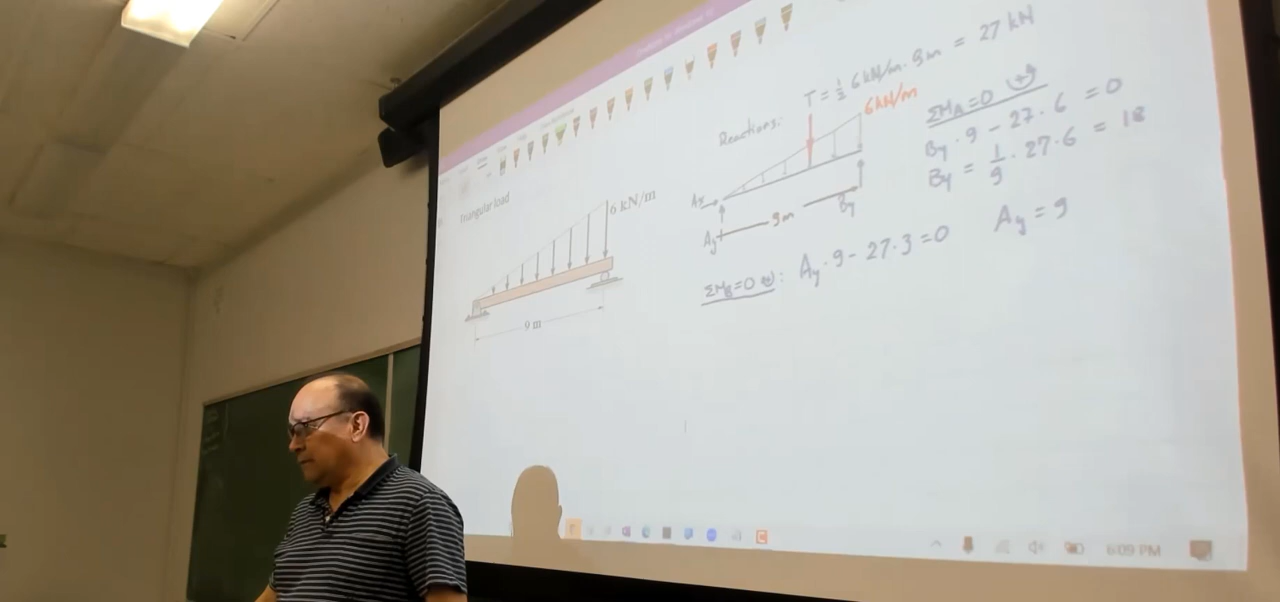 Triangular load
6 kN/m
9 m
Reactions:
T = 1/2 6 kN/m · 9m = 27 kN
6 kN/m
Ax
Ay
9m
By
ΣMA=0
By · 9 - 27 · 6 = 0
By = 1/9 · 27 · 6 = 18
ΣMB=0 : Ay · 9 - 27 · 3 = 0
Ay = 9
6:09 PM